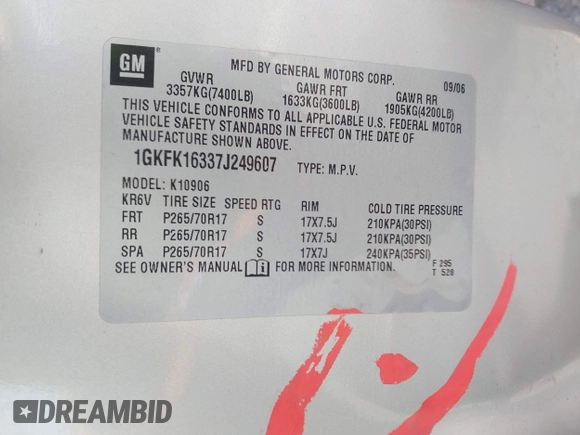 GM ®
MFD BY GENERAL MOTORS CORP. 09/06
GVWR GAWR FRT GAWR RR
3357KG(7400LB) 1633KG(3600LB) 1905KG(4200LB)
THIS VEHICLE CONFORMS TO ALL APPLICABLE U.S. FEDERAL MOTOR
VEHICLE SAFETY STANDARDS IN EFFECT ON THE DATE OF
MANUFACTURE SHOWN ABOVE.
1GKFK16337J249607 TYPE: M.P.V.
MODEL: K10906
KR6V TIRE SIZE SPEED RTG RIM COLD TIRE PRESSURE
FRT P265/70R17 S 17X7.5J 210KPA(30PSI)
RR P265/70R17 S 17X7.5J 210KPA(30PSI)
SPA P265/70R17 S 17X7J 240KPA(35PSI)
SEE OWNER'S MANUAL FOR MORE INFORMATION. F 295
T 528
DREAMBID